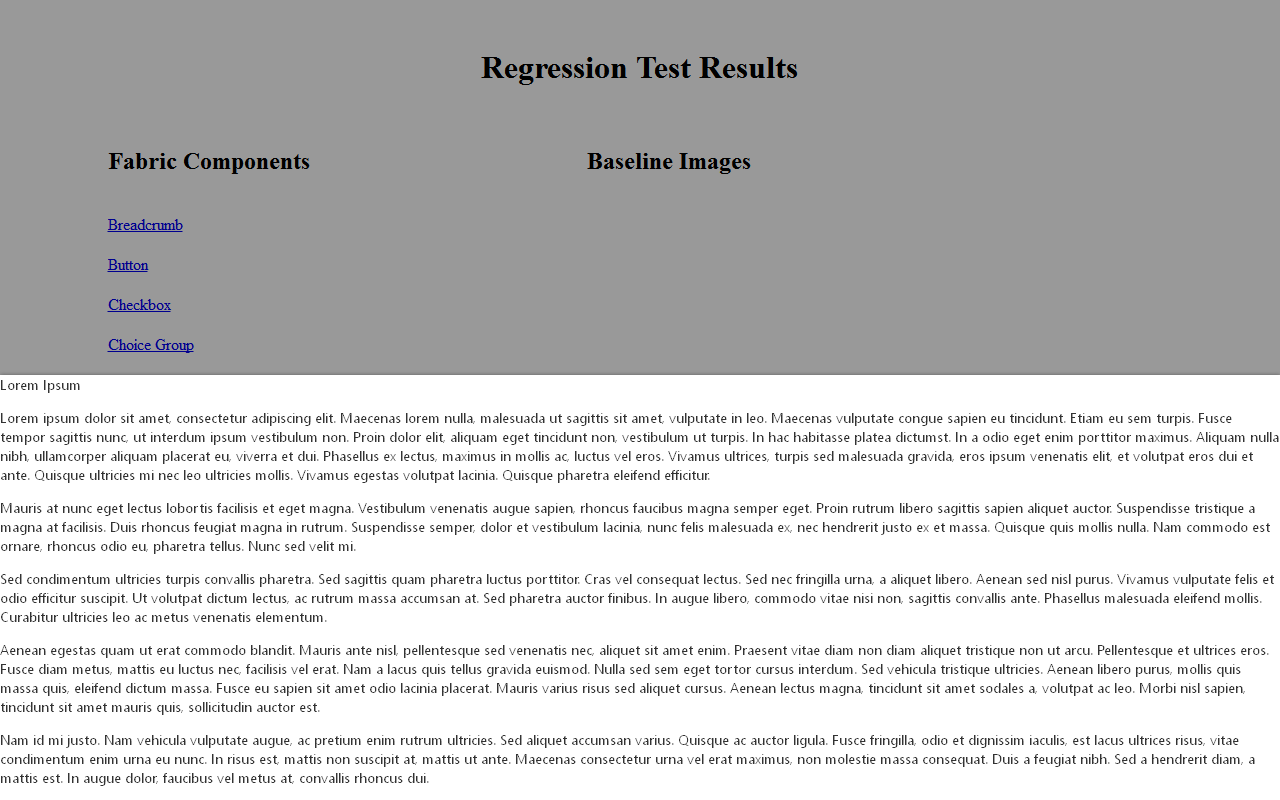 Regression Test Results
Fabric Components
Baseline Images
Breadcrumb
Button
Checkbox
Choice Group
Lorem Ipsum
Lorem ipsum dolor sit amet, consectetur adipiscing elit. Maecenas lorem nulla, malesuada ut sagittis sit amet, vulputate in leo. Maecenas vulputate congue sapien eu tincidunt. Etiam eu sem turpis. Fusce
tempor sagittis nunc, ut interdum ipsum vestibulum non. Proin dolor elit, aliquam eget tincidunt non, vestibulum ut turpis. In hac habitasse platea dictumst. In a odio eget enim porttitor maximus. Aliquam nulla
nibh, ullamcorper aliquam placerat eu, viverra et dui. Phasellus ex lectus, maximus in mollis ac, luctus vel eros. Vivamus ultrices, turpis sed malesuada gravida, eros ipsum venenatis elit, et volutpat eros dui et
ante. Quisque ultricies mi nec leo ultricies mollis. Vivamus egestas volutpat lacinia. Quisque pharetra eleifend efficitur.
Mauris at nunc eget lectus lobortis facilisis et eget magna. Vestibulum venenatis augue sapien, rhoncus faucibus magna semper eget. Proin rutrum libero sagittis sapien aliquet auctor. Suspendisse tristique a
magna at facilisis. Duis rhoncus feugiat magna in rutrum. Suspendisse semper, dolor et vestibulum lacinia, nunc felis malesuada ex, nec hendrerit justo ex et massa. Quisque quis mollis nulla. Nam commodo est
ornare, rhoncus odio eu, pharetra tellus. Nunc sed velit mi.
Sed condimentum ultricies turpis convallis pharetra. Sed sagittis quam pharetra luctus porttitor. Cras vel consequat lectus. Sed nec fringilla urna, a aliquet libero. Aenean sed nisl purus. Vivamus vulputate felis et
odio efficitur suscipit. Ut volutpat dictum lectus, ac rutrum massa accumsan at. Sed pharetra auctor finibus. In augue libero, commodo vitae nisi non, sagittis convallis ante. Phasellus malesuada eleifend mollis.
Curabitur ultricies leo ac metus venenatis elementum.
Aenean egestas quam ut erat commodo blandit. Mauris ante nisl, pellentesque sed venenatis nec, aliquet sit amet enim. Praesent vitae diam non diam aliquet tristique non ut arcu. Pellentesque et ultrices eros.
Fusce diam metus, mattis eu luctus nec, facilisis vel erat. Nam a lacus quis tellus gravida euismod. Nulla sed sem eget tortor cursus interdum. Sed vehicula tristique ultricies. Aenean libero purus, mollis quis
massa quis, eleifend dictum massa. Fusce eu sapien sit amet odio lacinia placerat. Mauris varius risus sed aliquet cursus. Aenean lectus magna, tincidunt sit amet sodales a, volutpat ac leo. Morbi nisl sapien,
tincidunt sit amet mauris quis, sollicitudin auctor est.
Nam id mi justo. Nam vehicula vulputate augue, ac pretium enim rutrum ultricies. Sed aliquet accumsan varius. Quisque ac auctor ligula. Fusce fringilla, odio et dignissim iaculis, est lacus ultrices risus, vitae
condimentum enim urna eu nunc. In risus est, mattis non suscipit at, mattis ut ante. Maecenas consectetur urna vel erat maximus, non molestie massa consequat. Duis a feugiat nibh. Sed a hendrerit diam, a
mattis est. In augue dolor, faucibus vel metus at, convallis rhoncus dui.